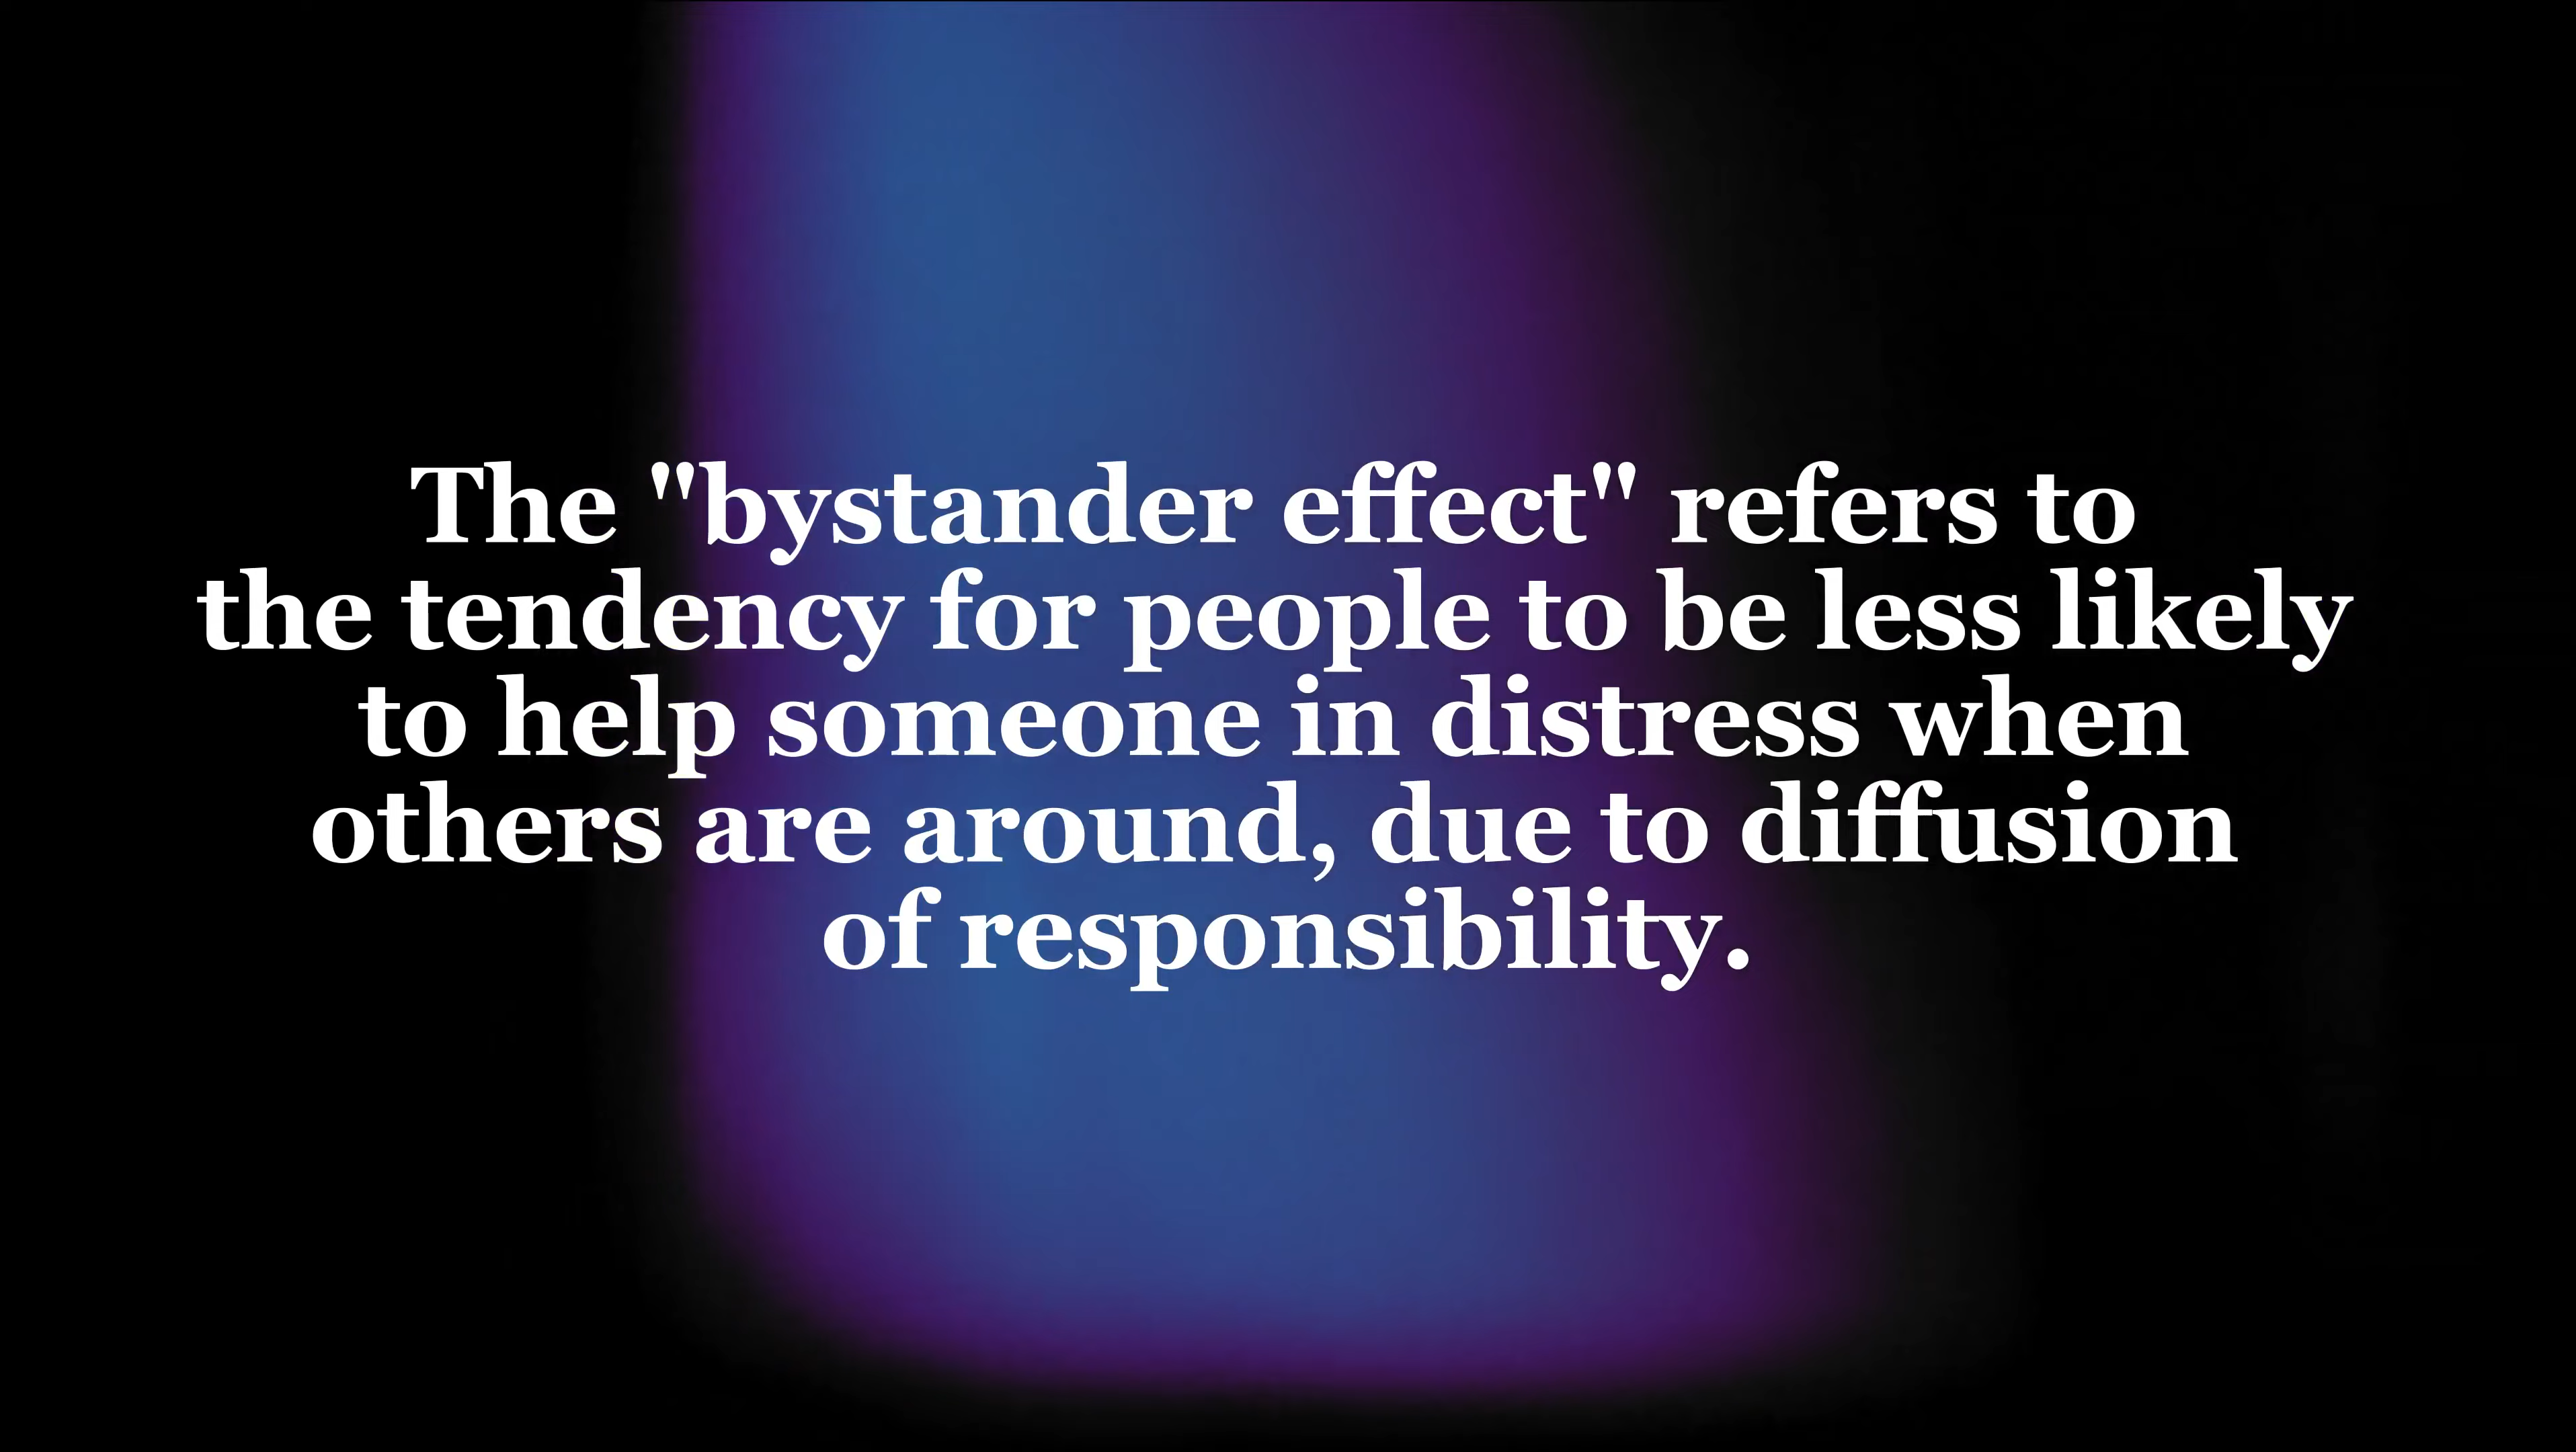 The "bystander effect" refers to
the tendency for people to be less likely
to help someone in distress when
others are around, due to diffusion
of responsibility.